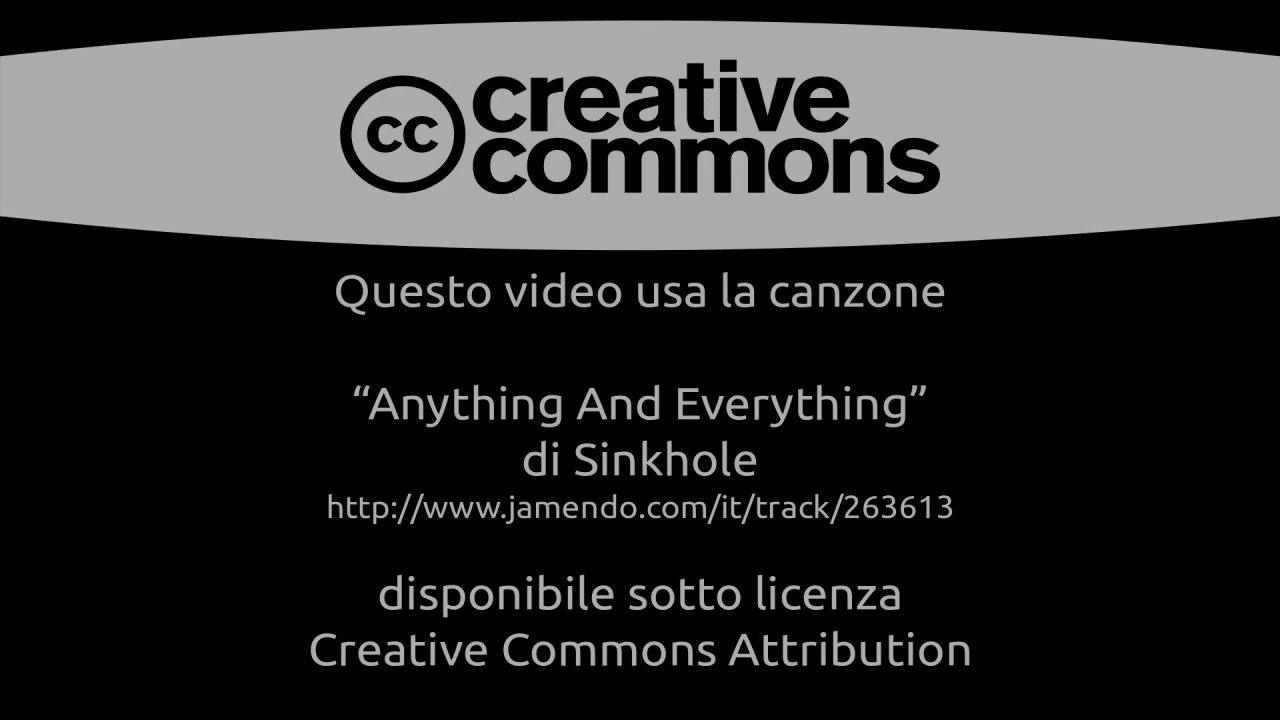 cc creative
commons
Questo video usa la canzone
“Anything And Everything”
di Sinkhole
http://www.jamendo.com/it/track/263613
disponibile sotto licenza
Creative Commons Attribution